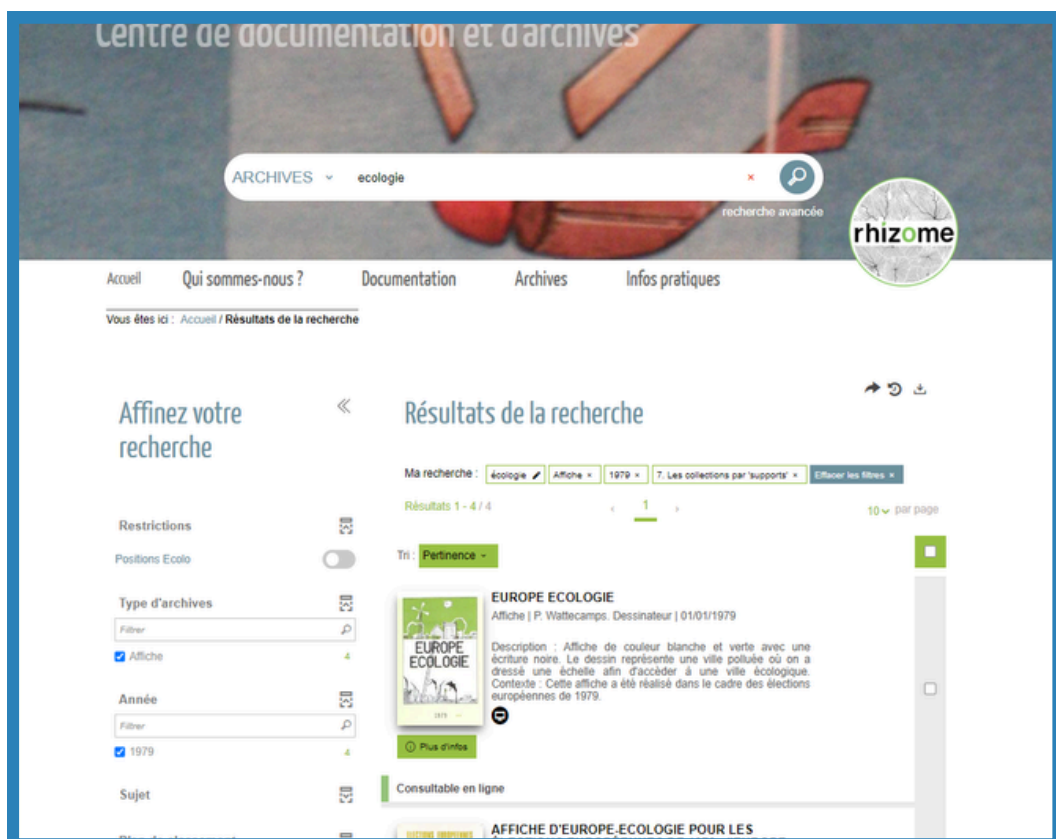 Centre de documentation et d'archives
ARCHIVES
ecologie
×
recherche avancée
rhizome
Accueil Qui sommes-nous ? Documentation Archives Infos pratiques
Vous êtes ici : Accueil / Résultats de la recherche
Affinez votre
recherche
Résultats de la recherche
Ma recherche : écologie Affiche × 1979 × 7. Les collections par 'supports' × Effacer les filtres ×
Résultats 1 - 4 / 4
‹ 1 ›
10 par page
Restrictions
Positions Ecolo
Tri : Pertinence
Type d'archives
Filtrer
Affiche 4
Année
Filtrer
1979 4
Sujet
EUROPE
ECOLOGIE
1979
EUROPE ECOLOGIE
Affiche | P. Wattecamps. Dessinateur | 01/01/1979
Description : Affiche de couleur blanche et verte avec une
écriture noire. Le dessin représente une ville polluée où on a
dressé une échelle afin d'accèder à une ville écologique.
Contexte : Cette affiche a été réalisé dans le cadre des élections
européennes de 1979.
Plus d'infos
Consultable en ligne
AFFICHE D'EUROPE-ECOLOGIE POUR LES